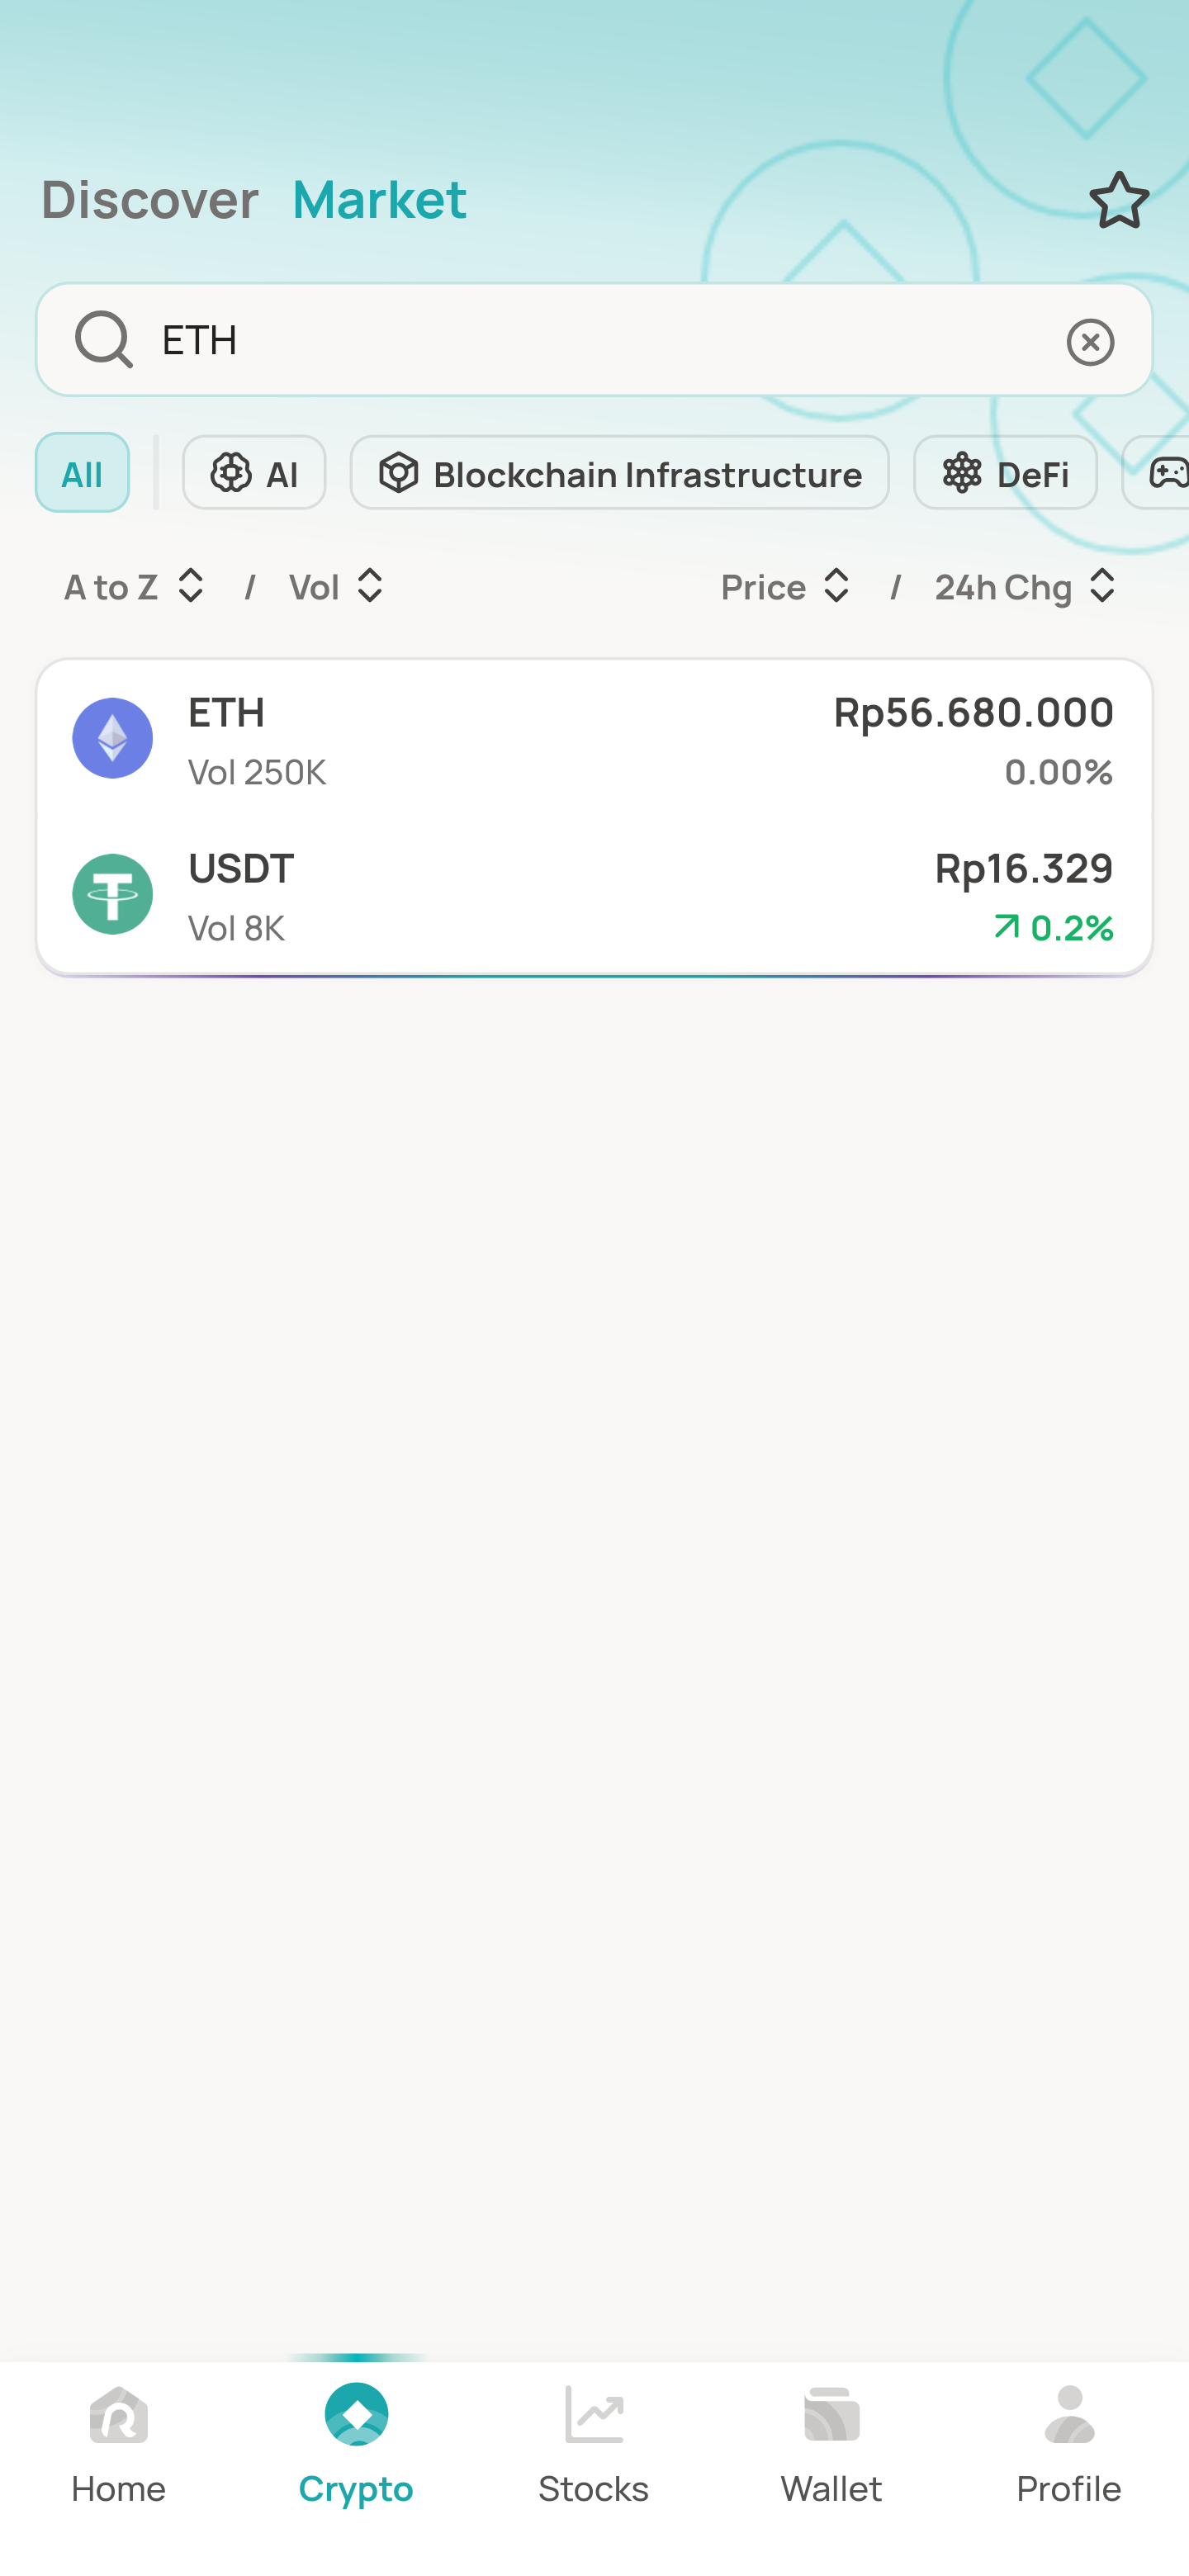 Discover Market
ETH
All AI Blockchain Infrastructure DeFi
A to Z / Vol Price / 24h Chg
ETH Rp56.680.000
Vol 250K 0.00%
USDT Rp16.329
Vol 8K 0.2%
Home Crypto Stocks Wallet Profile